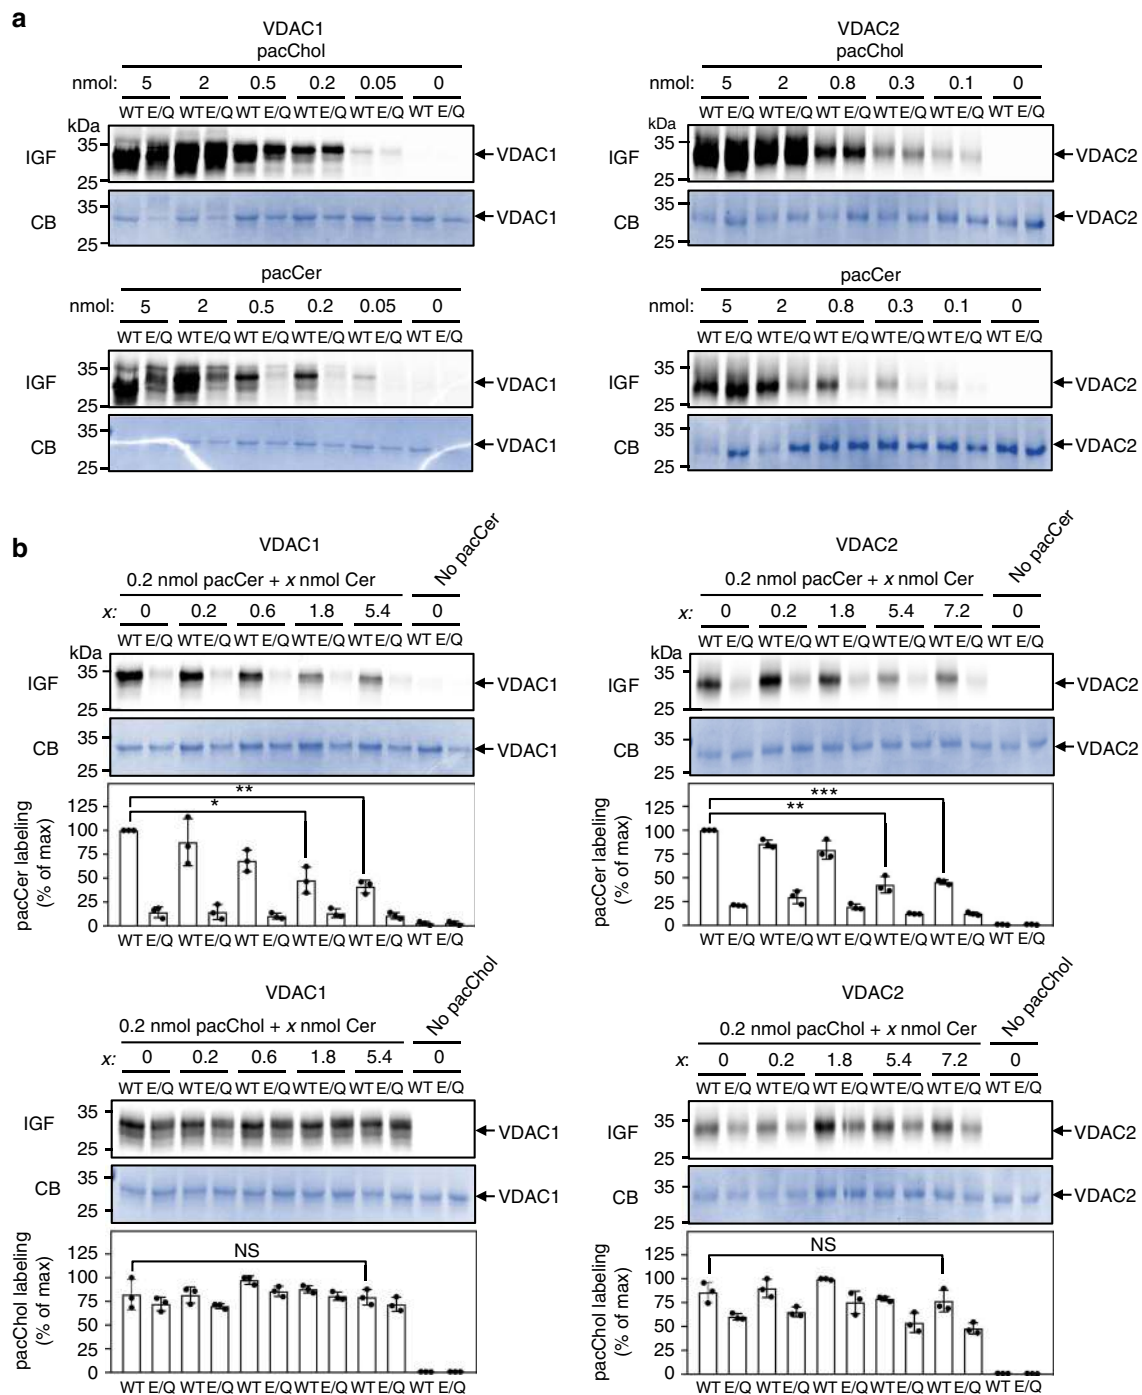 a
VDAC1
pacChol
nmol: 5 2 0.5 0.2 0.05 0
WT E/Q WT E/Q WT E/Q WT E/Q WT E/Q WT E/Q
kDa
35
IGF
VDAC1
25
35
CB
VDAC1
25
pacCer
nmol: 5 2 0.5 0.2 0.05 0
WT E/Q WT E/Q WT E/Q WT E/Q WT E/Q WT E/Q
35
IGF
VDAC1
25
35
CB
VDAC1
25
VDAC2
pacChol
nmol: 5 2 0.8 0.3 0.1 0
WT E/Q WT E/Q WT E/Q WT E/Q WT E/Q WT E/Q
kDa
35
IGF
VDAC2
25
35
CB
VDAC2
25
pacCer
nmol: 5 2 0.8 0.3 0.1 0
WT E/Q WT E/Q WT E/Q WT E/Q WT E/Q WT E/Q
35
IGF
VDAC2
25
35
CB
VDAC2
25
b
VDAC1
No pacCer
0.2 nmol pacCer + x nmol Cer
x: 0 0.2 0.6 1.8 5.4 0
WT E/Q WT E/Q WT E/Q WT E/Q WT E/Q WT E/Q
kDa
35
IGF
VDAC1
25
35
CB
VDAC1
25
pacCer labeling
(% of max)
125
100
75
50
25
0
**
*
WT E/Q WT E/Q WT E/Q WT E/Q WT E/Q WT E/Q
VDAC2
No pacCer
0.2 nmol pacCer + x nmol Cer
x: 0 0.2 1.8 5.4 7.2 0
WT E/Q WT E/Q WT E/Q WT E/Q WT E/Q WT E/Q
kDa
35
IGF
VDAC2
25
35
CB
VDAC2
25
pacCer labeling
(% of max)
125
100
75
50
25
0
***
**
WT E/Q WT E/Q WT E/Q WT E/Q WT E/Q WT E/Q
VDAC1
No pacChol
0.2 nmol pacChol + x nmol Cer
x: 0 0.2 0.6 1.8 5.4 0
WT E/Q WT E/Q WT E/Q WT E/Q WT E/Q WT E/Q
35
IGF
VDAC1
25
35
CB
VDAC1
25
pacChol labeling
(% of max)
125
100
75
50
25
0
NS
WT E/Q WT E/Q WT E/Q WT E/Q WT E/Q WT E/Q
VDAC2
No pacChol
0.2 nmol pacChol + x nmol Cer
x: 0 0.2 1.8 5.4 7.2 0
WT E/Q WT E/Q WT E/Q WT E/Q WT E/Q WT E/Q
35
IGF
VDAC2
25
35
CB
VDAC2
25
pacChol labeling
(% of max)
125
100
75
50
25
0
NS
WT E/Q WT E/Q WT E/Q WT E/Q WT E/Q WT E/Q